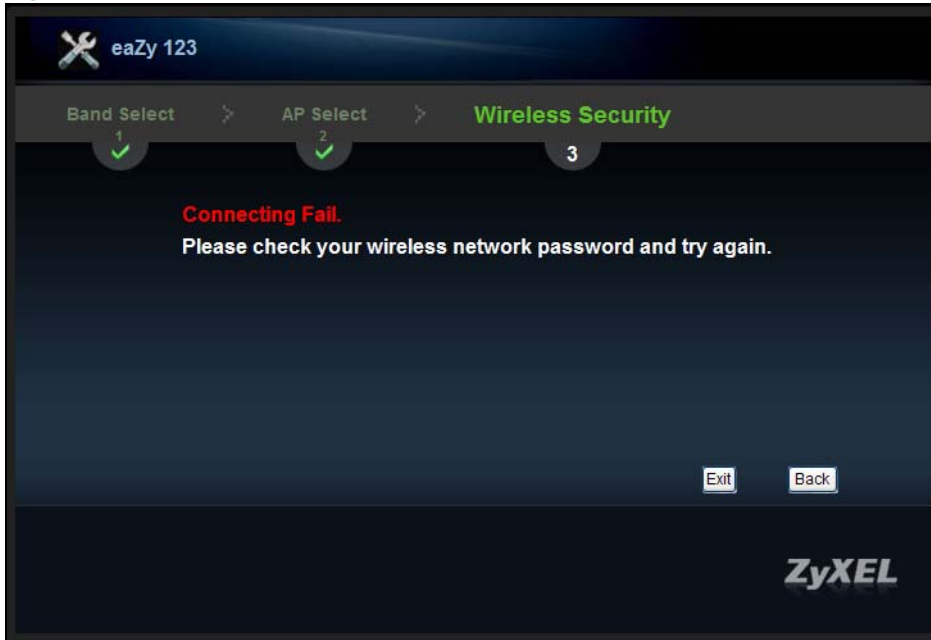 eaZy 123
Band Select > AP Select > Wireless Security
1 2 3
Connecting Fail.
Please check your wireless network password and try again.
Exit Back
ZyXEL